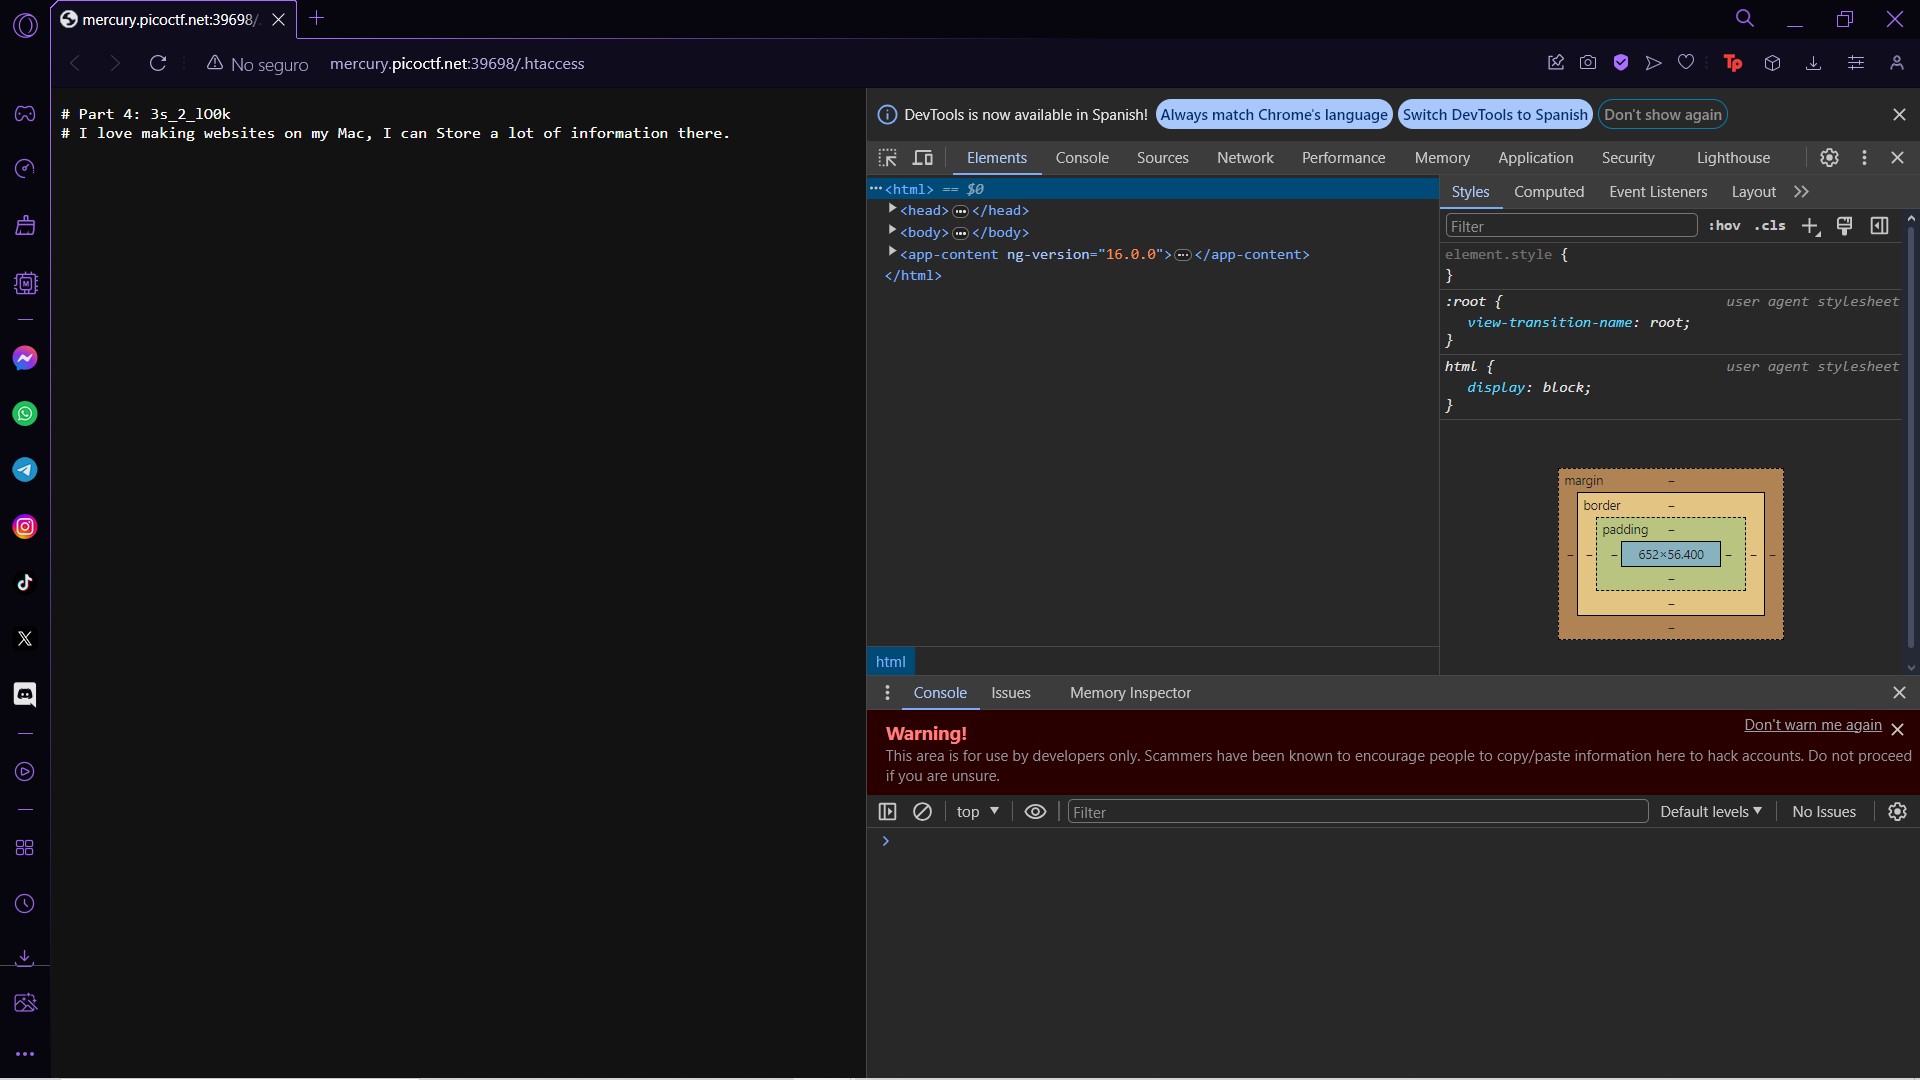 mercury.picoctf.net:39698/
No seguro
mercury.picoctf.net:39698/.htaccess
# Part 4: 3s_2_lO0k
# I love making websites on my Mac, I can Store a lot of information there.
DevTools is now available in Spanish!
Always match Chrome's language
Switch DevTools to Spanish
Don't show again
Elements Console Sources Network Performance Memory Application Security Lighthouse
<html> == $0
<head> </head>
<body> </body>
<app-content ng-version="16.0.0"> </app-content>
</html>
html
Styles Computed Event Listeners Layout
Filter :hov .cls
element.style {
}
:root { user agent stylesheet
view-transition-name: root;
}
html { user agent stylesheet
display: block;
}
margin –
border –
padding –
– – – 652×56.400 – – –
–
–
–
Console Issues Memory Inspector
Warning! Don't warn me again
This area is for use by developers only. Scammers have been known to encourage people to copy/paste information here to hack accounts. Do not proceed
if you are unsure.
top Filter Default levels No Issues